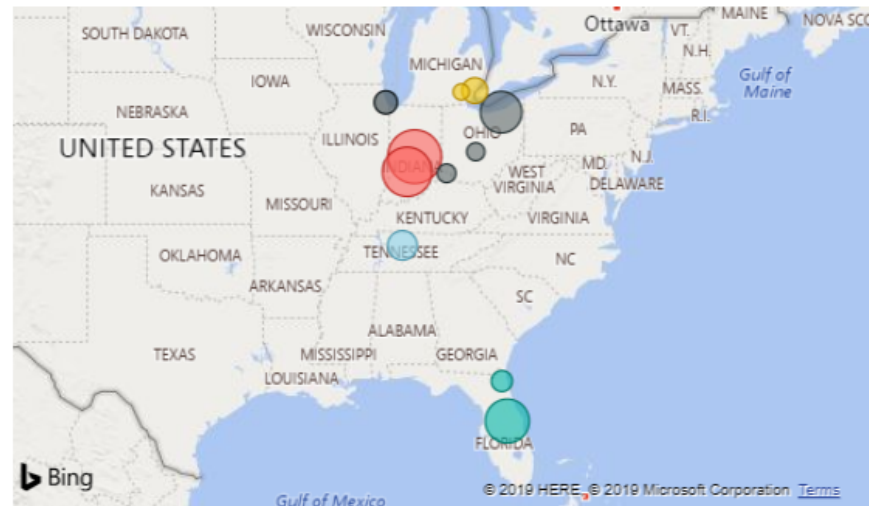 Ottawa
MAINE
NOVA SCO
SOUTH DAKOTA
WISCONSIN
VT.
N.H.
MICHIGAN
IOWA
N.Y.
MASS.
Gulf of
Maine
NEBRASKA
R.I.
ILLINOIS
OHIO
PA
UNITED STATES
INDIANA
MD.
N.J.
WEST
VIRGINIA
DELAWARE
KANSAS
MISSOURI
KENTUCKY
VIRGINIA
OKLAHOMA
TENNESSEE
NC
ARKANSAS
SC
ALABAMA
TEXAS
MISSISSIPPI
GEORGIA
LOUISIANA
FLORIDA
Bing
Gulf of Mexico
© 2019 HERE, © 2019 Microsoft Corporation Terms